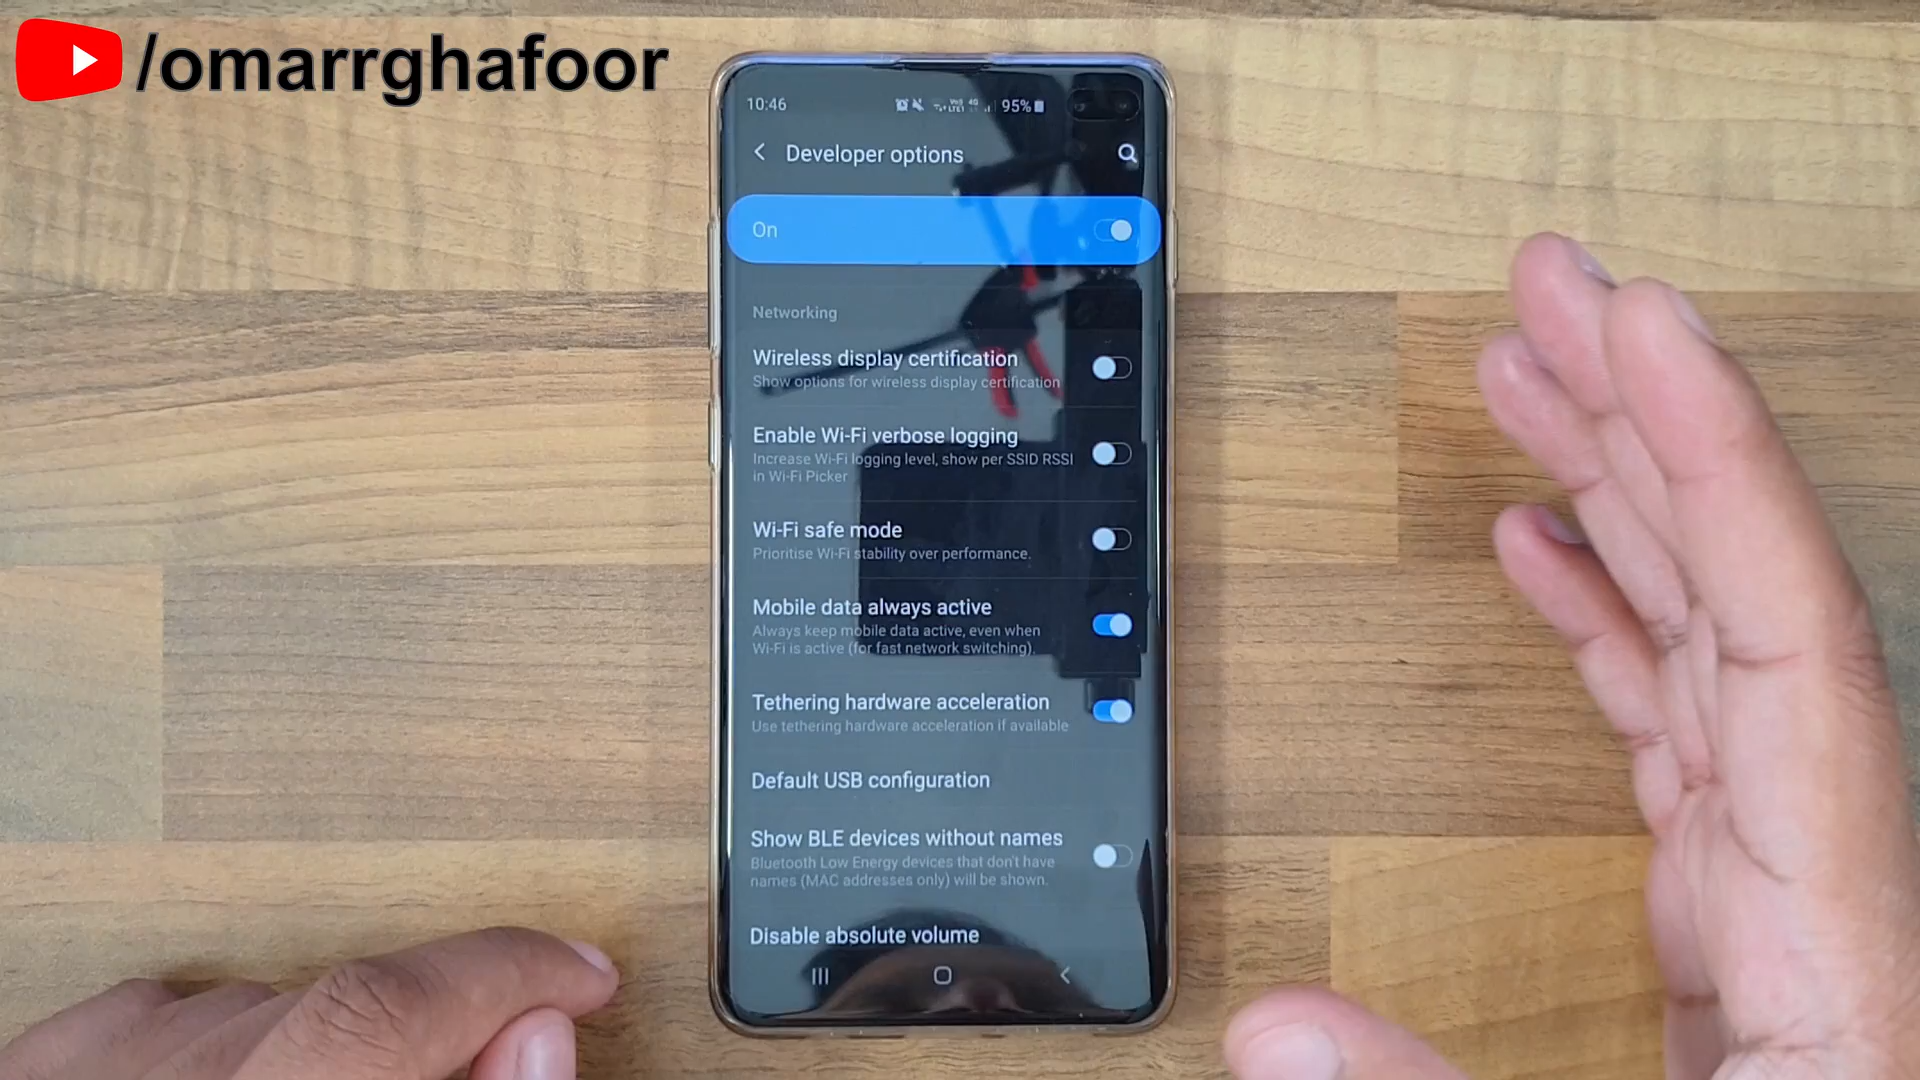 /omarrghafoor
10:46
95%
Developer options
On
Networking
Wireless display certification
Show options for wireless display certification
Enable Wi-Fi verbose logging
Increase Wi-Fi logging level, show per SSID RSSI
in Wi-Fi Picker
Wi-Fi safe mode
Prioritise Wi-Fi stability over performance.
Mobile data always active
Always keep mobile data active, even when
Wi-Fi is active (for fast network switching).
Tethering hardware acceleration
Use tethering hardware acceleration if available
Default USB configuration
Show BLE devices without names
Bluetooth Low Energy devices that don't have
names (MAC addresses only) will be shown.
Disable absolute volume